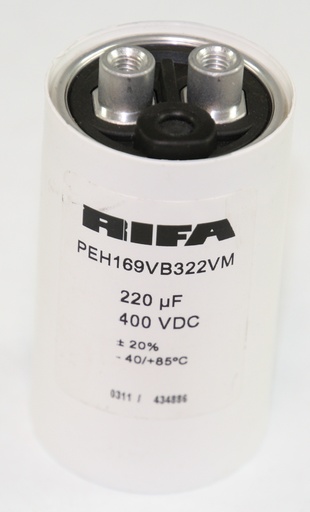 RIFA
PEH169VB322VM
220 µF
400 VDC
± 20%
- 40/+85°C
0311 / 434886